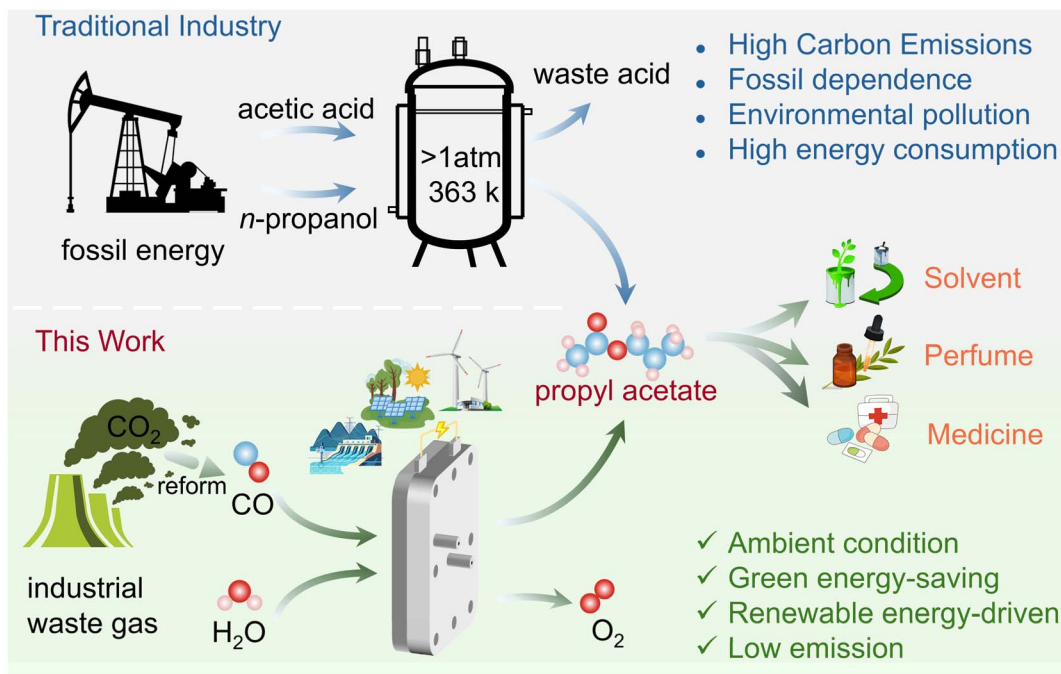 Traditional Industry
acetic acid
n-propanol
fossil energy
>1atm
363 k
waste acid
• High Carbon Emissions
• Fossil dependence
• Environmental pollution
• High energy consumption
This Work
CO₂
reform
CO
industrial
waste gas
H₂O
O₂
propyl acetate
Solvent
Perfume
Medicine
✓ Ambient condition
✓ Green energy-saving
✓ Renewable energy-driven
✓ Low emission